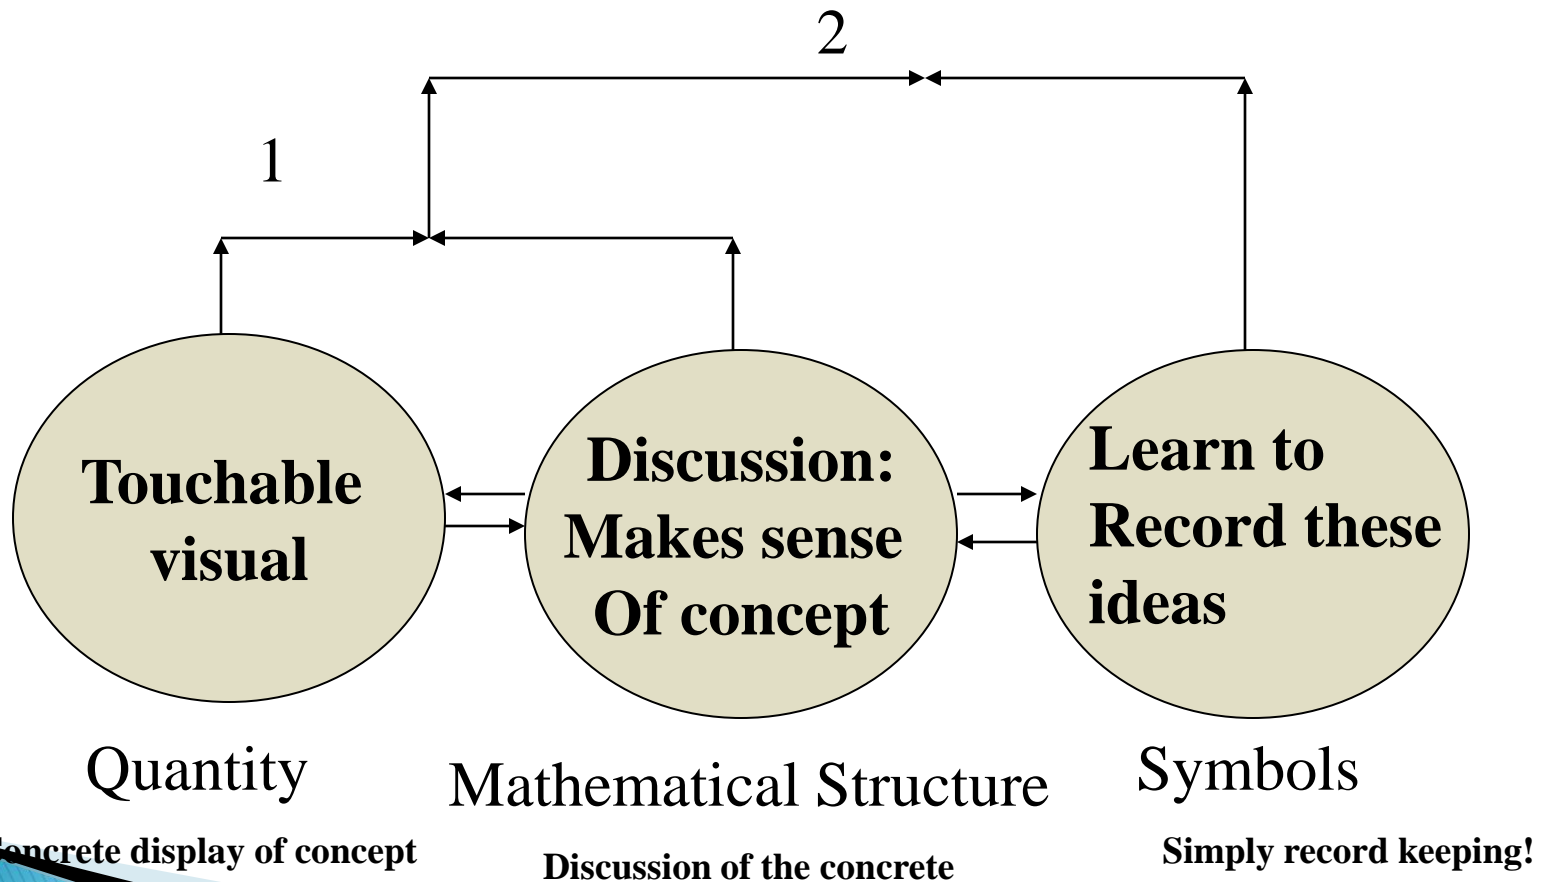 2
1
Touchable
visual
Discussion:
Makes sense
Of concept
Learn to
Record these
ideas
Quantity
Mathematical Structure
Symbols
Concrete display of concept
Discussion of the concrete
Simply record keeping!